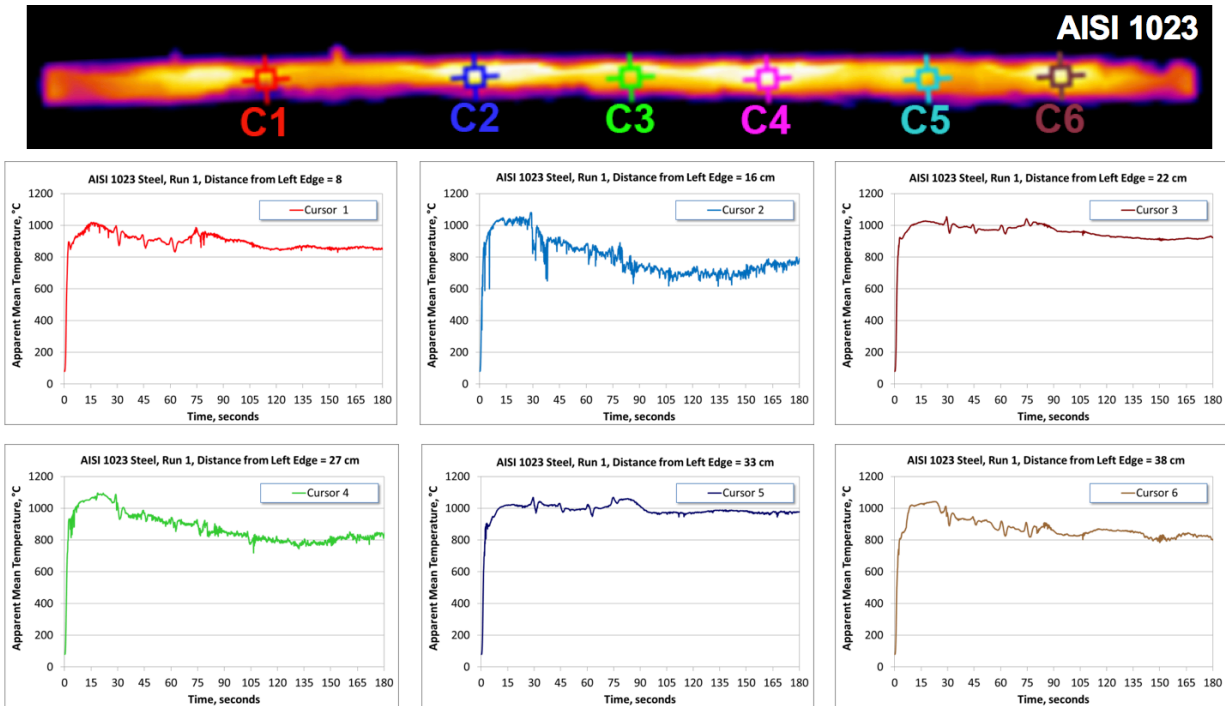 AISI 1023
C1 C2 C3 C4 C5 C6
AISI 1023 Steel, Run 1, Distance from Left Edge = 8
Cursor 1
Apparent Mean Temperature, °C
1200
1000
800
600
400
200
0
0 15 30 45 60 75 90 105 120 135 150 165 180
Time, seconds
AISI 1023 Steel, Run 1, Distance from Left Edge = 16 cm
Cursor 2
Apparent Mean Temperature, °C
1200
1000
800
600
400
200
0
0 15 30 45 60 75 90 105 120 135 150 165 180
Time, seconds
AISI 1023 Steel, Run 1, Distance from Left Edge = 22 cm
Cursor 3
Apparent Mean Temperature, °C
1200
1000
800
600
400
200
0
0 15 30 45 60 75 90 105 120 135 150 165 180
Time, seconds
AISI 1023 Steel, Run 1, Distance from Left Edge = 27 cm
Cursor 4
Apparent Mean Temperature, °C
1200
1000
800
600
400
200
0
0 15 30 45 60 75 90 105 120 135 150 165 180
Time, seconds
AISI 1023 Steel, Run 1, Distance from Left Edge = 33 cm
Cursor 5
Apparent Mean Temperature, °C
1200
1000
800
600
400
200
0
0 15 30 45 60 75 90 105 120 135 150 165 180
Time, seconds
AISI 1023 Steel, Run 1, Distance from Left Edge = 38 cm
Cursor 6
Apparent Mean Temperature, °C
1200
1000
800
600
400
200
0
0 15 30 45 60 75 90 105 120 135 150 165 180
Time, seconds